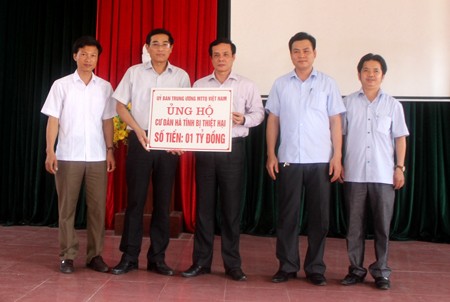 UỶ BAN TRUNG ƯƠNG MTTQ VIỆT NAM
ỦNG HỘ
CƯ DÂN HÀ TĨNH BỊ THIỆT HẠI
SỐ TIỀN: 01 TỶ ĐỒNG